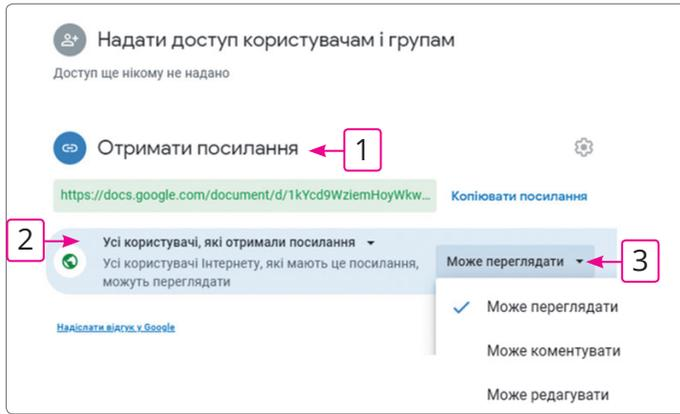 Надати доступ користувачам і групам
Доступ ще нікому не надано
Отримати посилання
1
https://docs.google.com/document/d/1kYcd9WziemHoyWkw...
Копіювати посилання
2
Усі користувачі, які отримали посилання
Усі користувачі Інтернету, які мають це посилання,
можуть переглядати
Може переглядати
3
Може переглядати
Може коментувати
Може редагувати
Надіслати відгук у Google